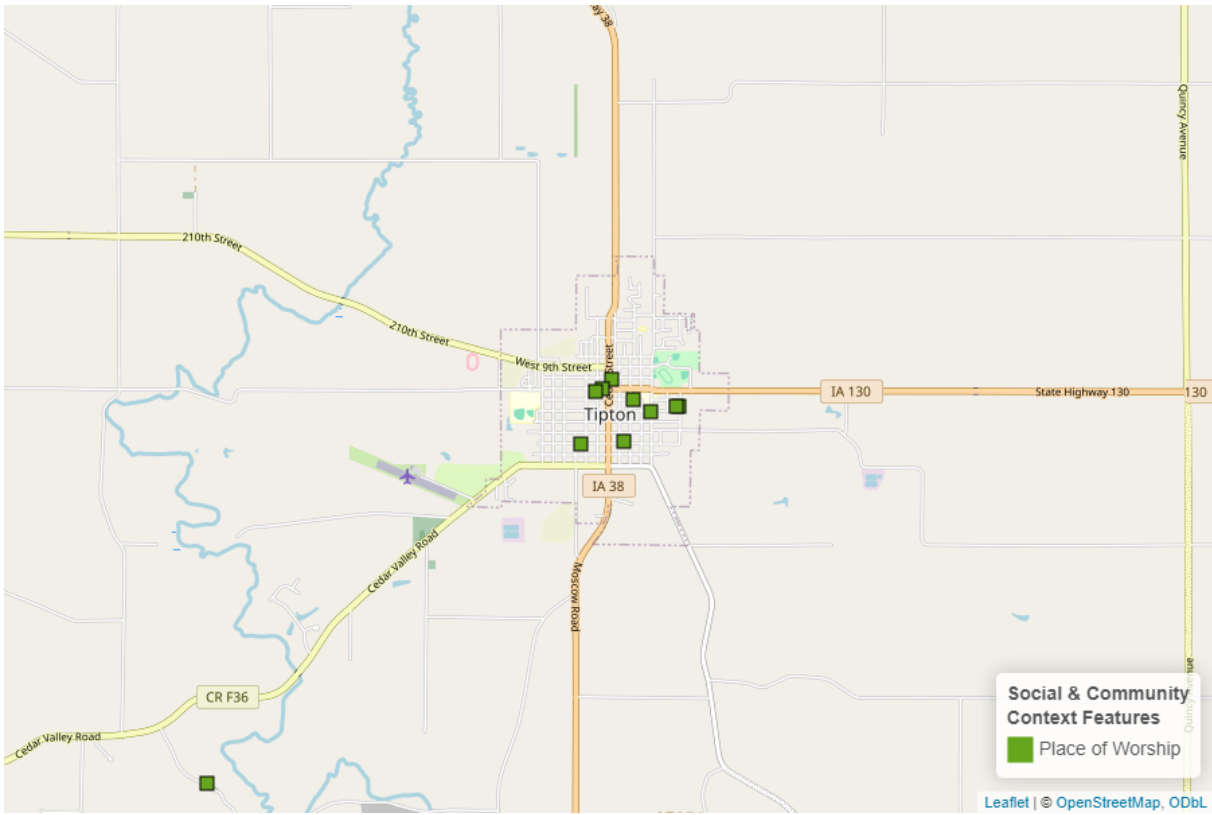 ay 38
Quincy Avenue
210th Street
210th Street
West 9th Street
Street
IA 130
State Highway 130
130
Tipton
IA 38
Cedar Valley Road
Moscow Road
CR F36
Cedar Valley Road
Social & Community
Context Features
Place of Worship
Leaflet | © OpenStreetMap, ODbL